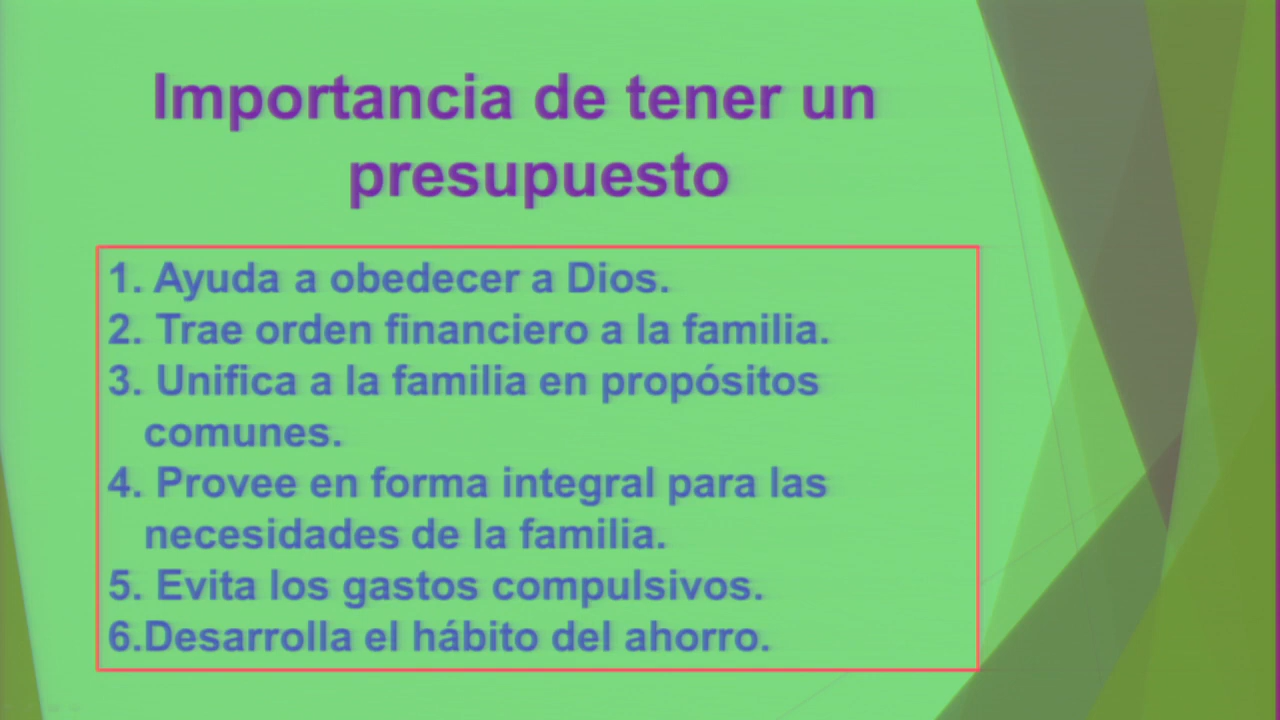 Importancia de tener un
presupuesto
1. Ayuda a obedecer a Dios.
2. Trae orden financiero a la familia.
3. Unifica a la familia en propósitos
comunes.
4. Provee en forma integral para las
necesidades de la familia.
5. Evita los gastos compulsivos.
6.Desarrolla el hábito del ahorro.